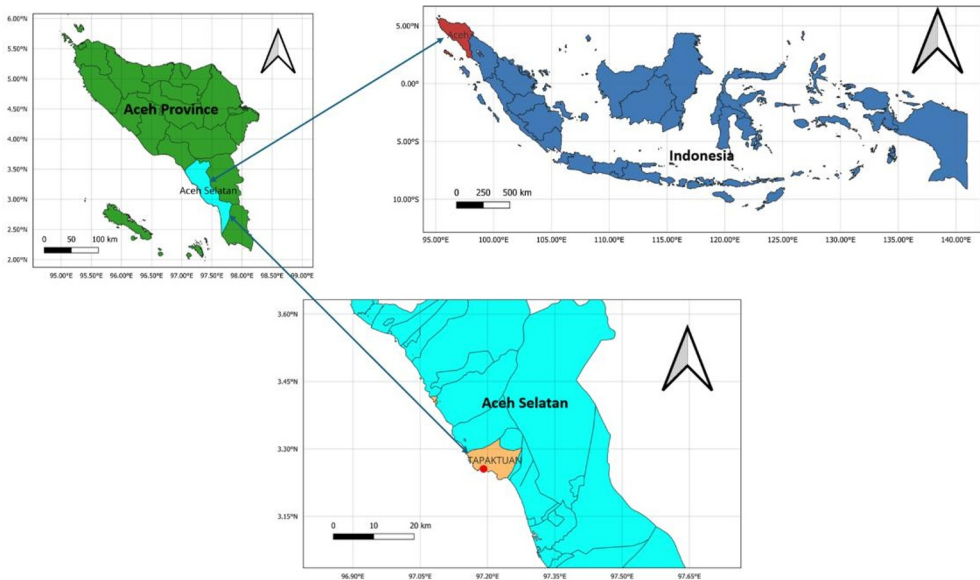 6.00°N
5.50°N
5.00°N
4.50°N
4.00°N
3.50°N
3.00°N
2.50°N
2.00°N
Aceh Province
Aceh Selatan
0 50 100 km
95.00°E 95.50°E 96.00°E 96.50°E 97.00°E 97.50°E 98.00°E 98.50°E 99.00°E
5.00°N
0.00°
5.00°S
10.00°S
Aceh
Indonesia
0 250 500 km
95.00°E 100.00°E 105.00°E 110.00°E 115.00°E 120.00°E 125.00°E 130.00°E 135.00°E 140.00°E
3.60°N
3.45°N
3.30°N
3.15°N
Aceh Selatan
TAPAKTUAN
0 10 20 km
96.90°E 97.05°E 97.20°E 97.35°E 97.50°E 97.65°E